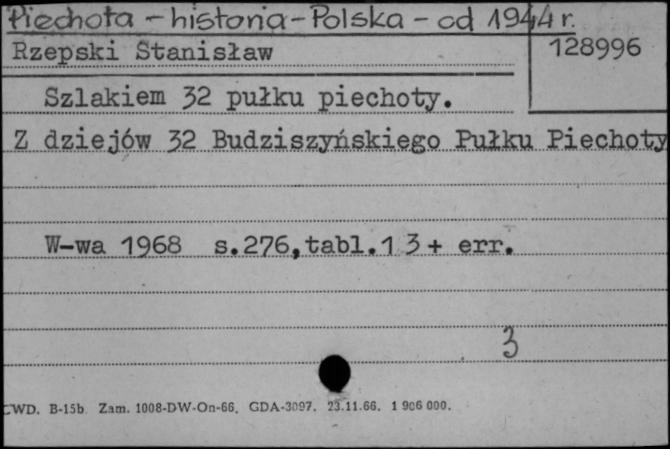 Piechota - historia - Polska - od 1944 r.
Rzepski Stanisław
128996
Szlakiem 32 pułku piechoty.
Z dziejów 32 Budziszyńskiego Pułku Piechoty
W-wa 1968 s.276,tabl.1 3 + err.
3
CWD. B-15b Zam. 1008-DW-On-66. GDA-3097. 23.11.66. 1 906 000.